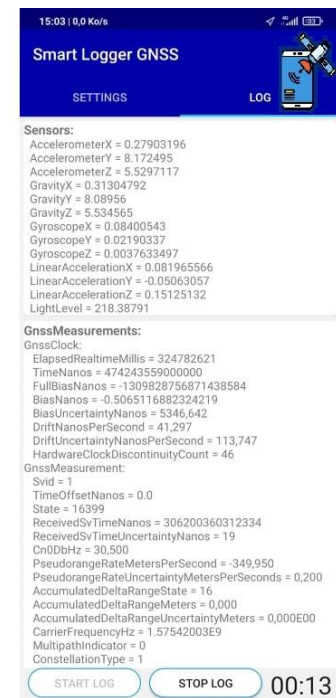 15:03 | 0,0 Ko/s
33
Smart Logger GNSS
SETTINGS
LOG
Sensors:
AccelerometerX = 0.27903196
AccelerometerY = 8.172495
AccelerometerZ = 5.5297117
GravityX = 0.31304792
GravityY = 8.08956
GravityZ = 5.534565
GyroscopeX = 0.08400543
GyroscopeY = 0.02190337
GyroscopeZ = 0.0037633497
LinearAccelerationX = 0.081965566
LinearAccelerationY = -0.05063057
LinearAccelerationZ = 0.15125132
LightLevel = 218.38791
GnssMeasurements:
GnssClock:
ElapsedRealtimeMillis = 324782621
TimeNanos = 474243559000000
FullBiasNanos = -1309828756871438584
BiasNanos = -0.5065116882324219
BiasUncertaintyNanos = 5346,642
DriftNanosPerSecond = 41,297
DriftUncertaintyNanosPerSecond = 113,747
HardwareClockDiscontinuityCount = 46
GnssMeasurement:
Svid = 1
TimeOffsetNanos = 0.0
State = 16399
ReceivedSvTimeNanos = 306200360312334
ReceivedSvTimeUncertaintyNanos = 19
Cn0DbHz = 30,500
PseudorangeRateMetersPerSecond = -349,950
PseudorangeRateUncertaintyMetersPerSeconds = 0,200
AccumulatedDeltaRangeState = 16
AccumulatedDeltaRangeMeters = 0,000
AccumulatedDeltaRangeUncertaintyMeters = 0,000E00
CarrierFrequencyHz = 1.57542003E9
MultipathIndicator = 0
ConstellationType = 1
START LOG
STOP LOG
00:13